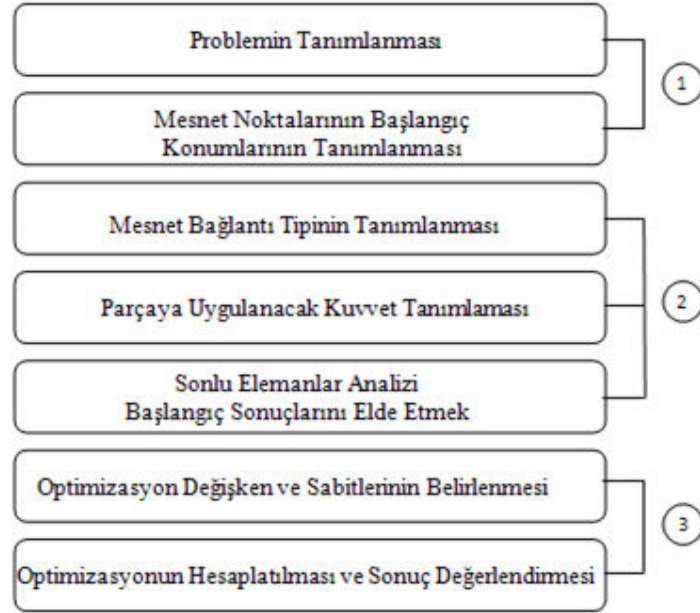 Problemin Tanımlanması
1
Mesnet Noktalarının Başlangıç
Konumlarının Tanımlanması
Mesnet Bağlantı Tipinin Tanımlanması
Parçaya Uygulanacak Kuvvet Tanımlaması
2
Sonlu Elemanlar Analizi
Başlangıç Sonuçlarını Elde Etmek
Optimizasyon Değişken ve Sabitlerinin Belirlenmesi
3
Optimizasyonun Hesaplatılması ve Sonuç Değerlendirmesi